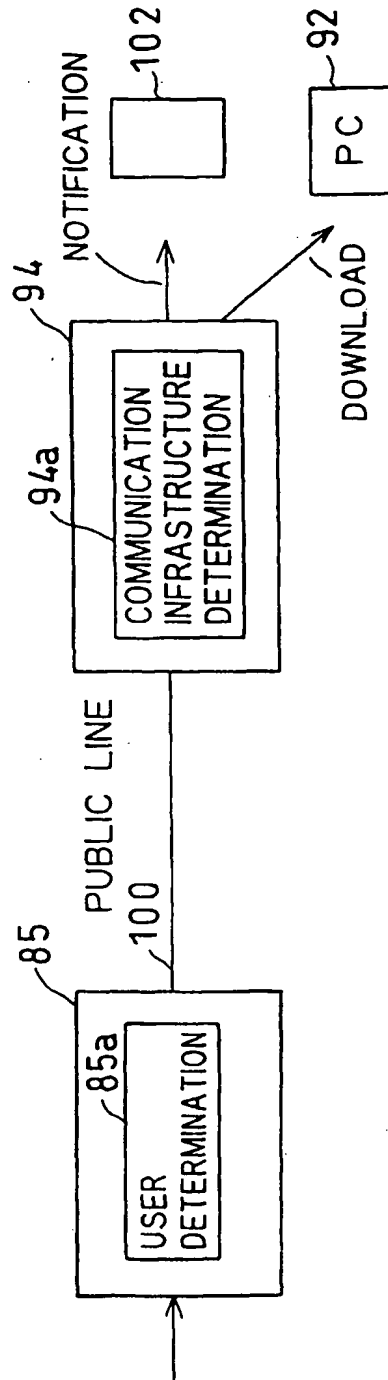 85
85a
USER
DETERMINATION
PUBLIC LINE
100
94
94a
COMMUNICATION
INFRASTRUCTURE
DETERMINATION
NOTIFICATION
102
DOWNLOAD
92
PC